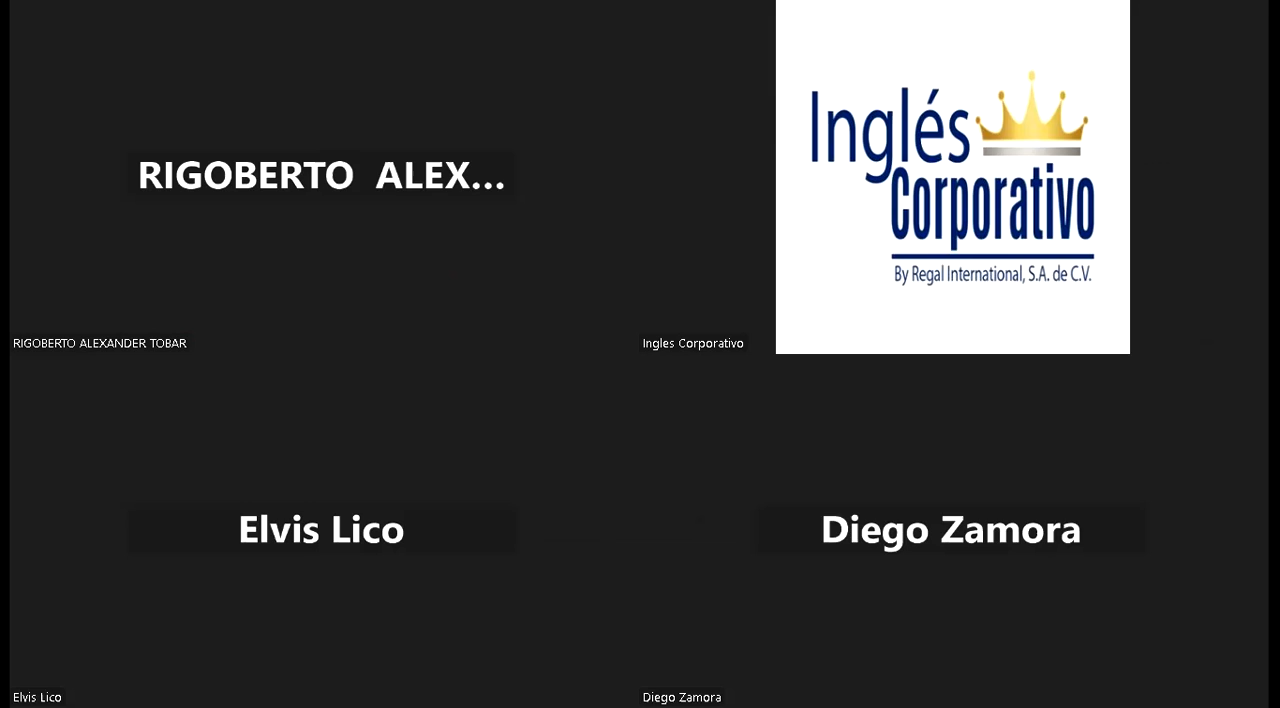 RIGOBERTO ALEX...
RIGOBERTO ALEXANDER TOBAR
Inglés
Corporativo
By Regal International, S.A. de C.V.
Ingles Corporativo
Elvis Lico
Elvis Lico
Diego Zamora
Diego Zamora